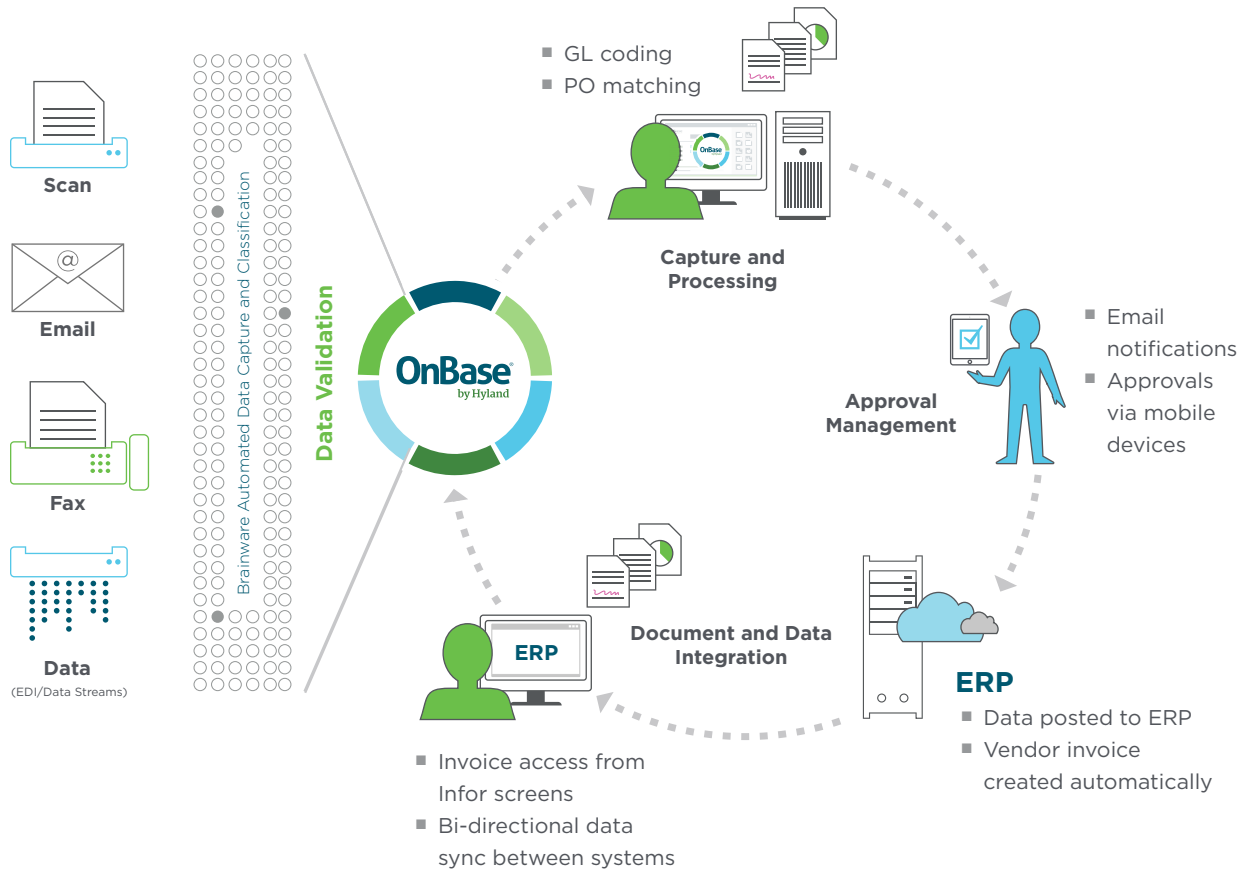 Scan
@
Email
Fax
Data
(EDI/Data Streams)
Brainware Automated Data Capture and Classification
Data Validation
OnBase®
by Hyland
GL coding
PO matching
OnBase
Capture and
Processing
Email
notifications
Approvals
via mobile
devices
Approval
Management
ERP
Data posted to ERP
Vendor invoice
created automatically
Document and Data
Integration
ERP
Invoice access from
Infor screens
Bi-directional data
sync between systems